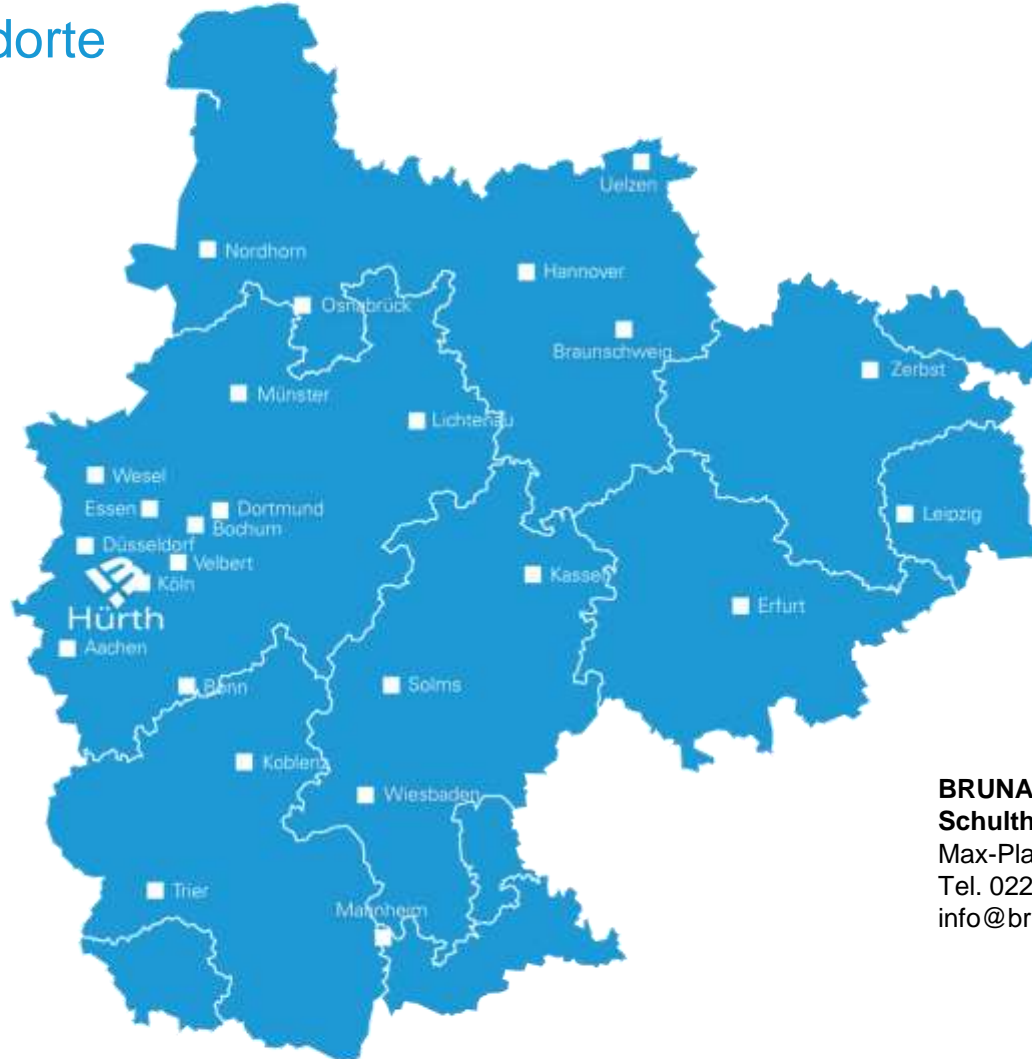 dorte
Uelzen
Nordhorn
Hannover
Osnabrück
Braunschweig
Zerbst
Münster
Lichtenau
Wesel
Essen
Dortmund
Bochum
Leipzig
Düsseldorf
Velbert
Kassel
Köln
Hürth
Erfurt
Aachen
Bonn
Solms
Koblenz
Wiesbaden
BRUNA
Schulth
Max-Pla
Tel. 022
info@br
Trier
Mannheim